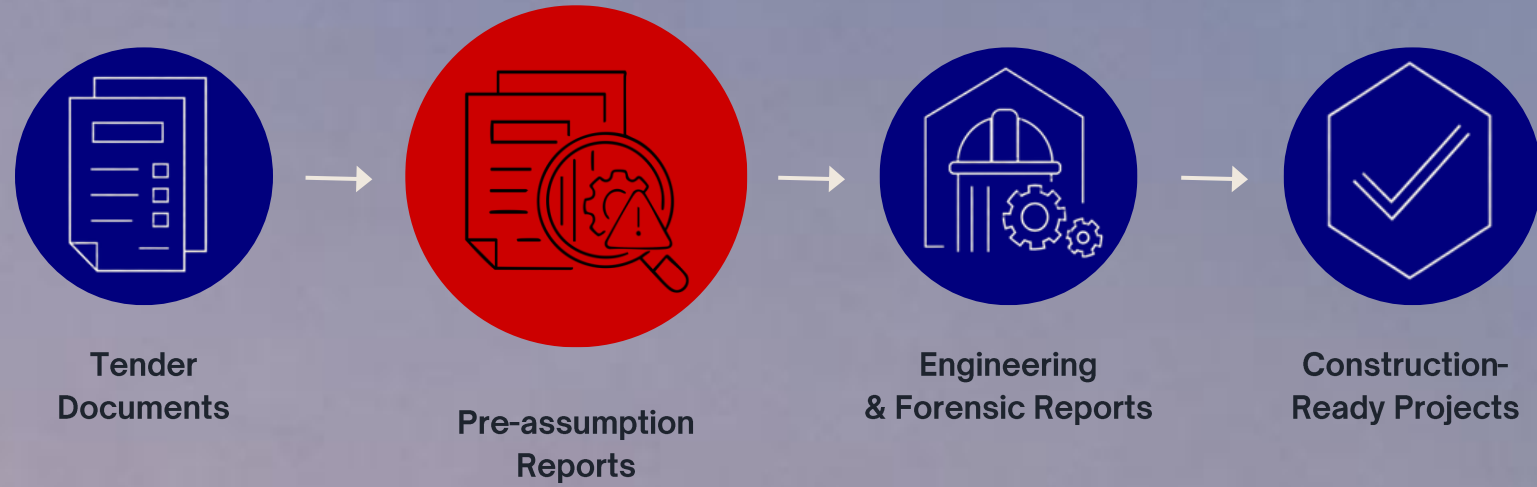 Tender
Documents
Pre-assumption
Reports
Engineering
& Forensic Reports
Construction-
Ready Projects